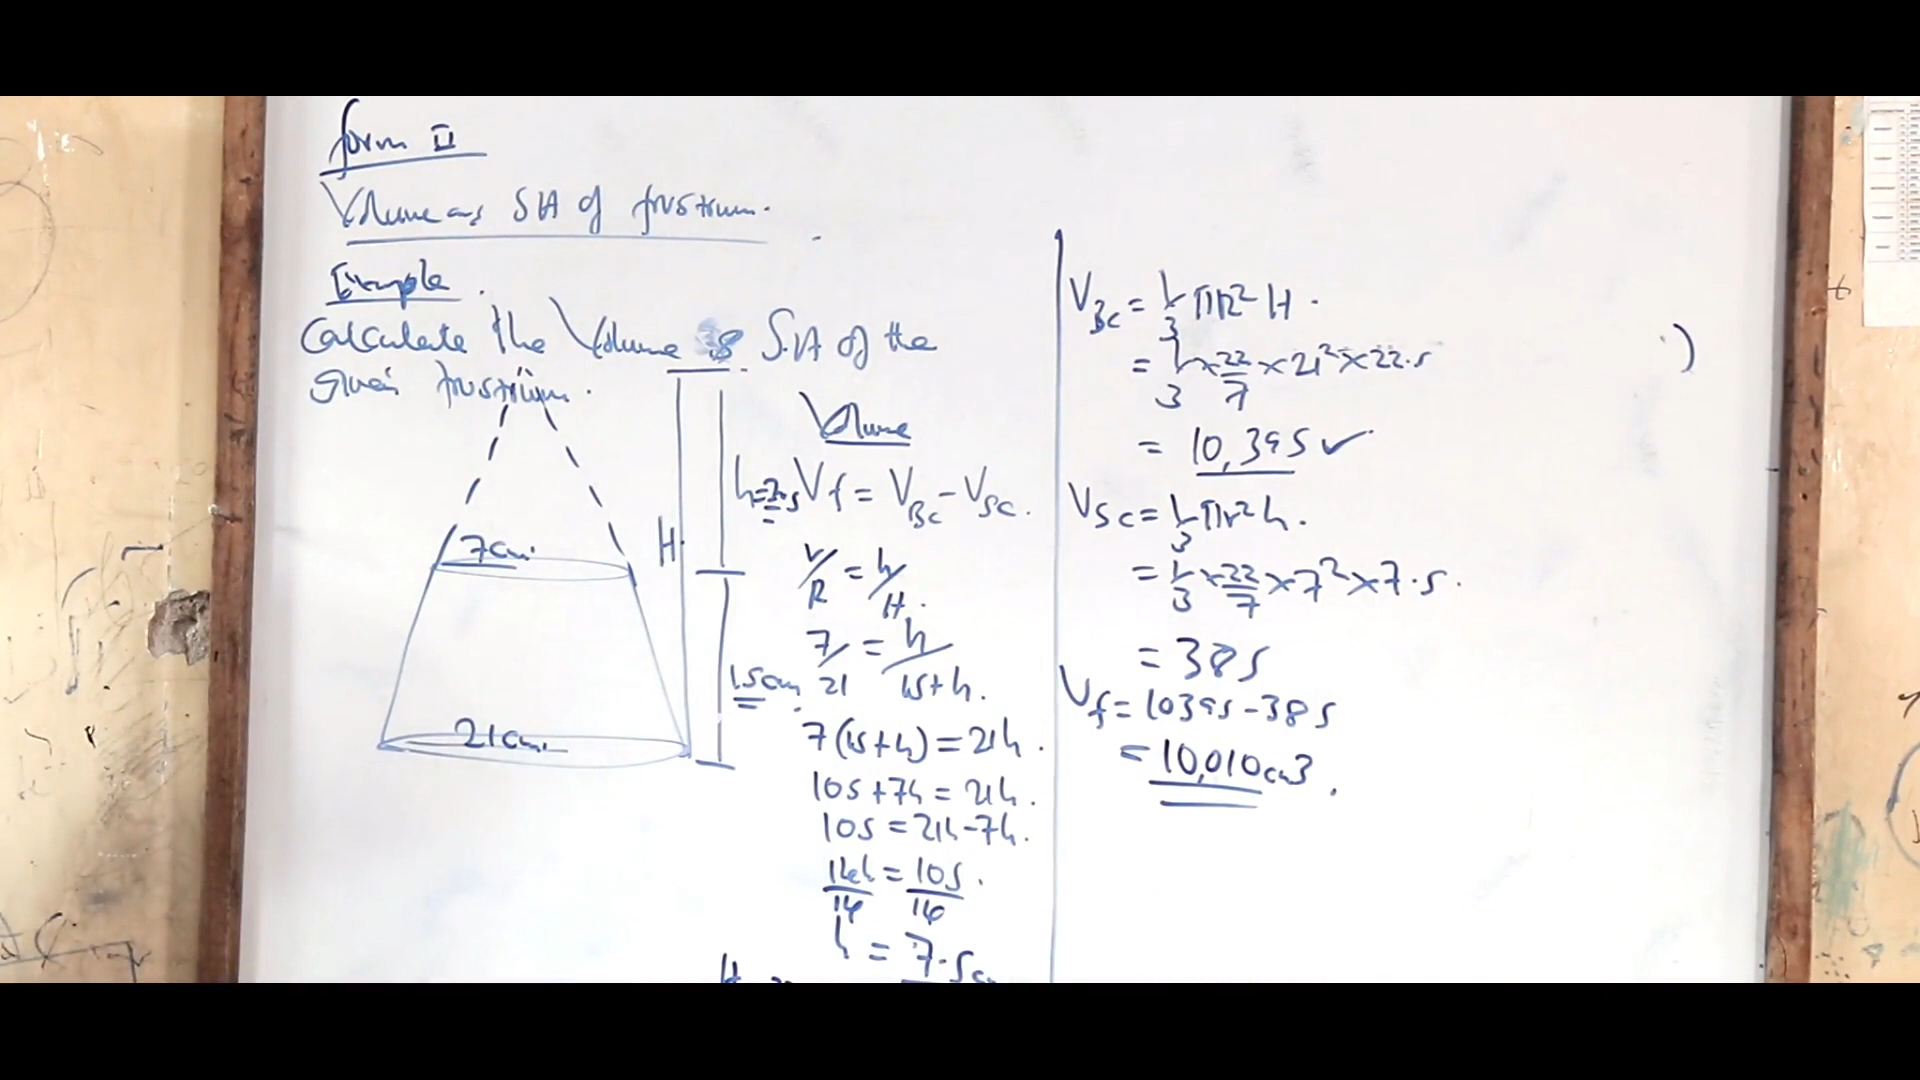 form II
Volume and SA of frustrum.
Example.
Calculate the Volume & S.A of the
given frustrum.
7cm.
21cm.
H
h=7.5
15cm
Volume
Vf = VBC - VSC.
r/R = h/H.
7/21 = h/15+h.
7(15+h) = 21h.
105+7h = 21h.
105 = 21h-7h.
14h/14 = 105/14.
h = 7.5cm
VBC = 1/3 πR² H.
= 1/3 × 22/7 × 21² × 22.5
= 10,395 ✓
VSC = 1/3 πr² h.
= 1/3 × 22/7 × 7² × 7.5.
= 385
Vf = 10395 - 385
= 10,010cm3.